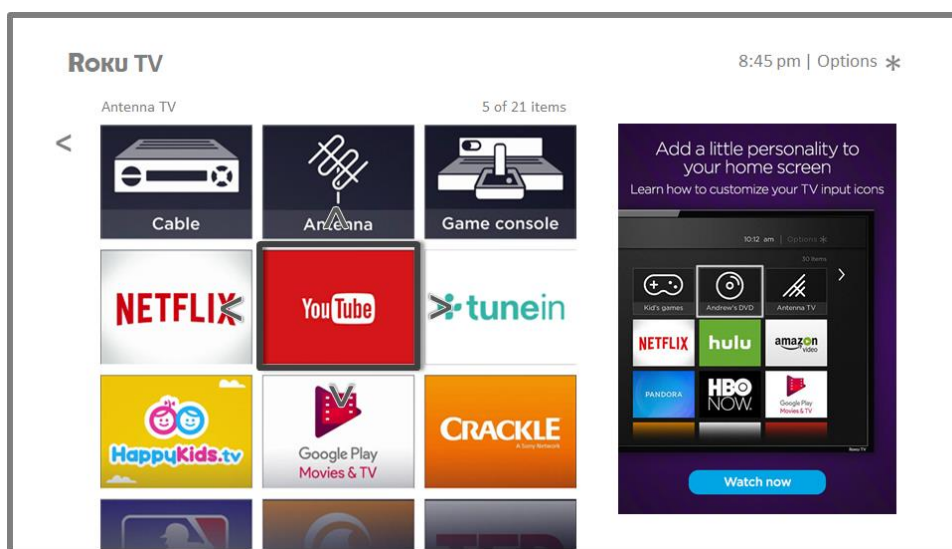 ROKU TV
8:45 pm | Options
Antenna TV
5 of 21 items
Cable
Antenna
Game console
NETFLIX
YouTube
tunein
HappyKids.tv
Google Play
Movies & TV
CRACKLE
A Sony Network
Add a little personality to
your home screen
Learn how to customize your TV input icons
10:12 am | Options
30 items
Kid's games
Andrew's DVD
Antenna TV
NETFLIX
hulu
amazon
video
PANDORA
HBO
NOW
Google Play
Movies & TV
Roku TV
Watch now